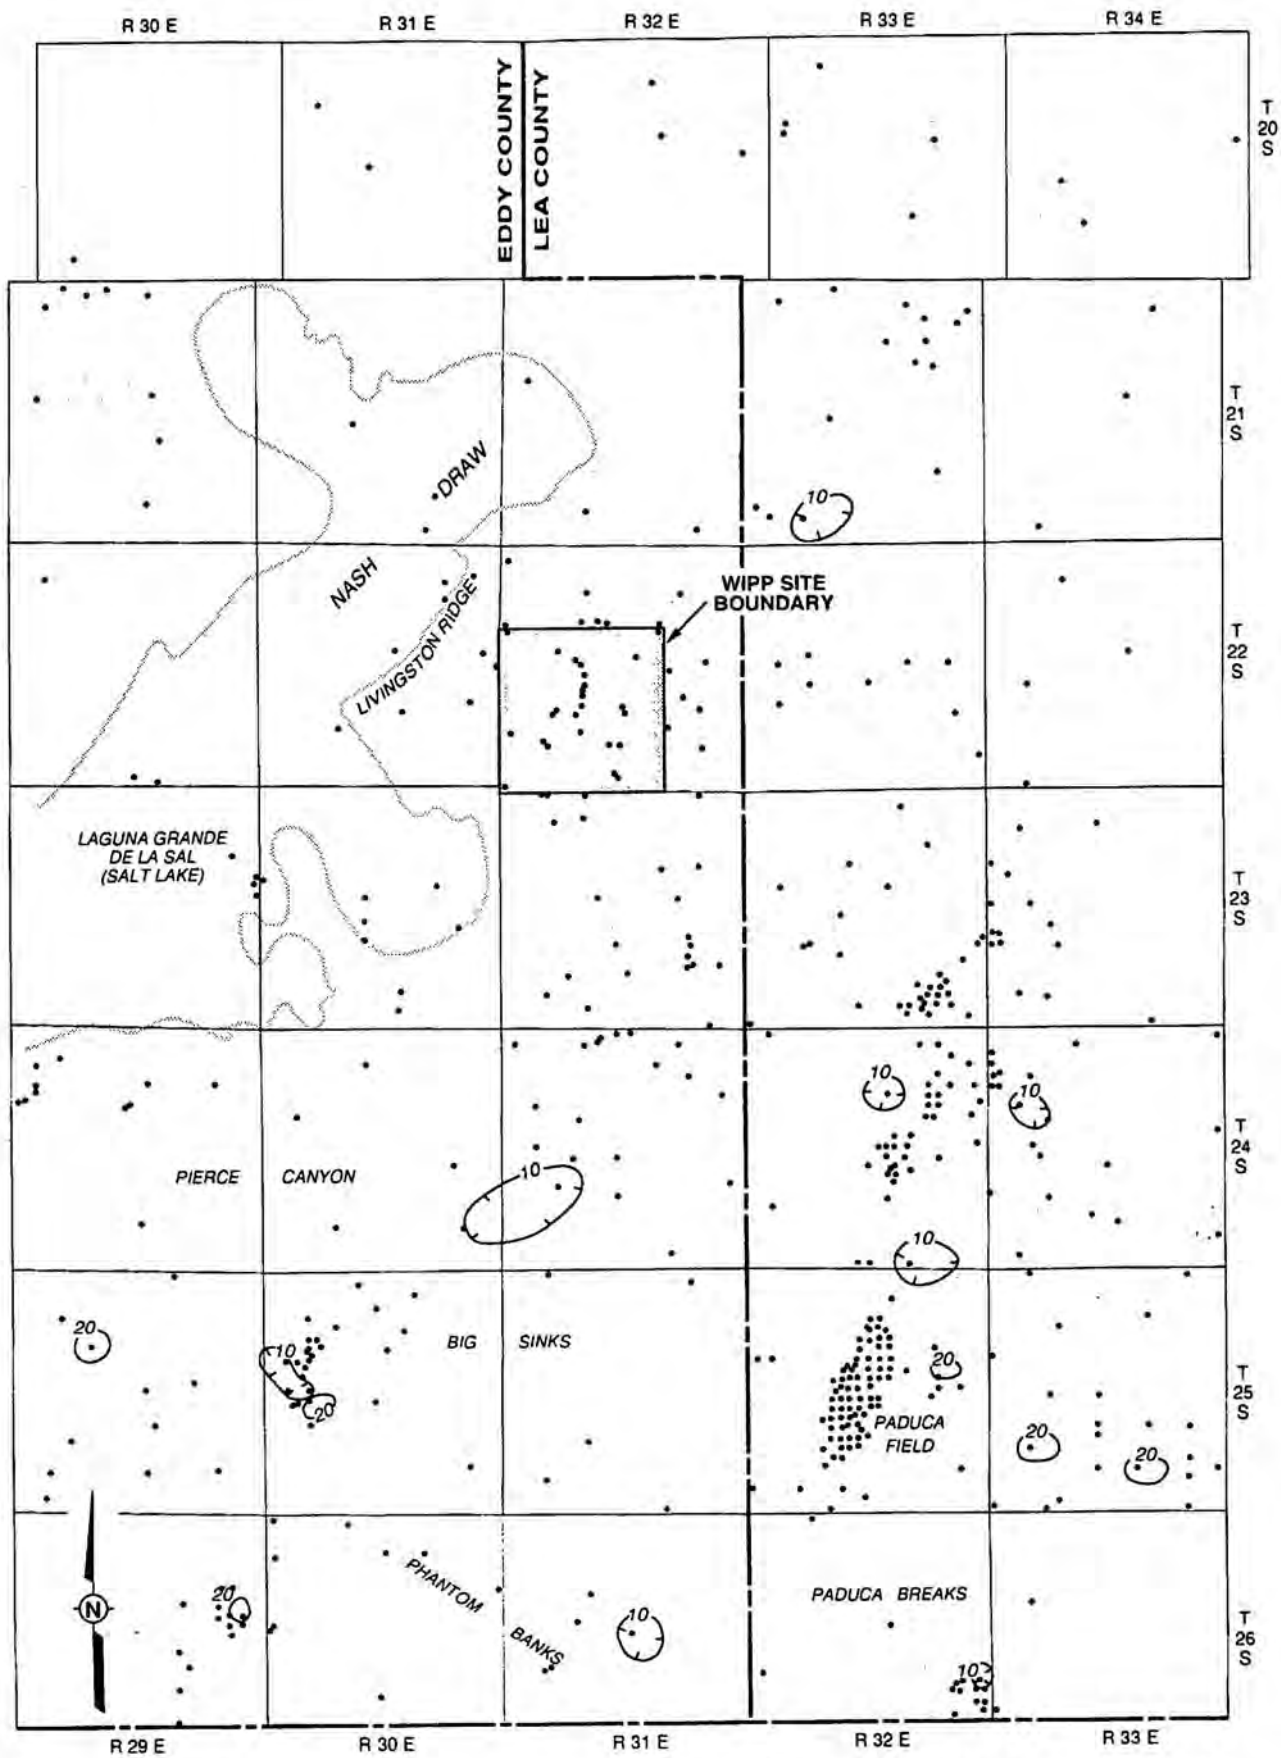 R 30 E
R 31 E
R 32 E
R 33 E
R 34 E
EDDY COUNTY
LEA COUNTY
T
20
S
T
21
S
DRAW
10
NASH
LIVINGSTON RIDGE
WIPP SITE
BOUNDARY
T
22
S
LAGUNA GRANDE
DE LA SAL
(SALT LAKE)
T
23
S
10
10
T
24
S
PIERCE CANYON
10
10
20
BIG SINKS
10
20
20
T
25
S
PADUCA
FIELD
20
20
PHANTOM
BANKS
PADUCA BREAKS
20
10
N
T
26
S
10
R 29 E
R 30 E
R 31 E
R 32 E
R 33 E